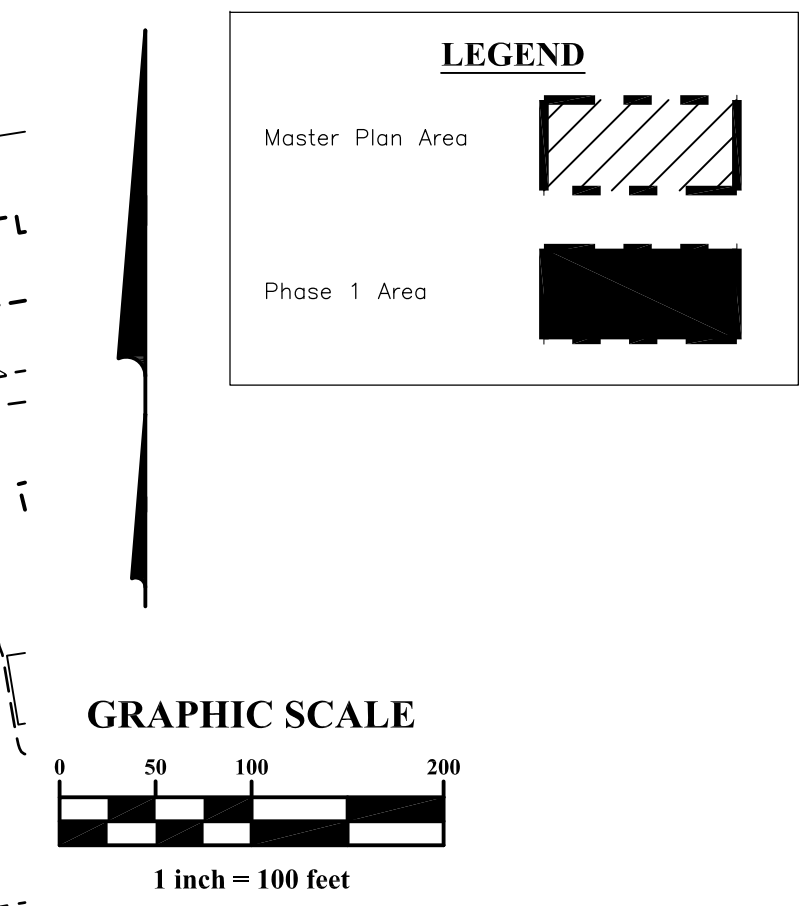 LEGEND
Master Plan Area
Phase 1 Area
GRAPHIC SCALE
0 50 100 200
1 inch = 100 feet